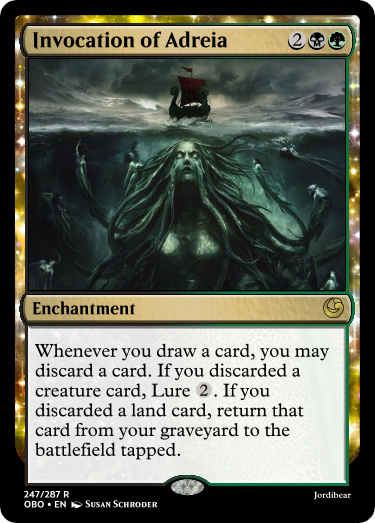 Invocation of Adreia 2
Enchantment
Whenever you draw a card, you may
discard a card. If you discarded a
creature card, Lure 2. If you
discarded a land card, return that
card from your graveyard to the
battlefield tapped.
247/287 R
OBO • EN Susan Schroder
Jordibear